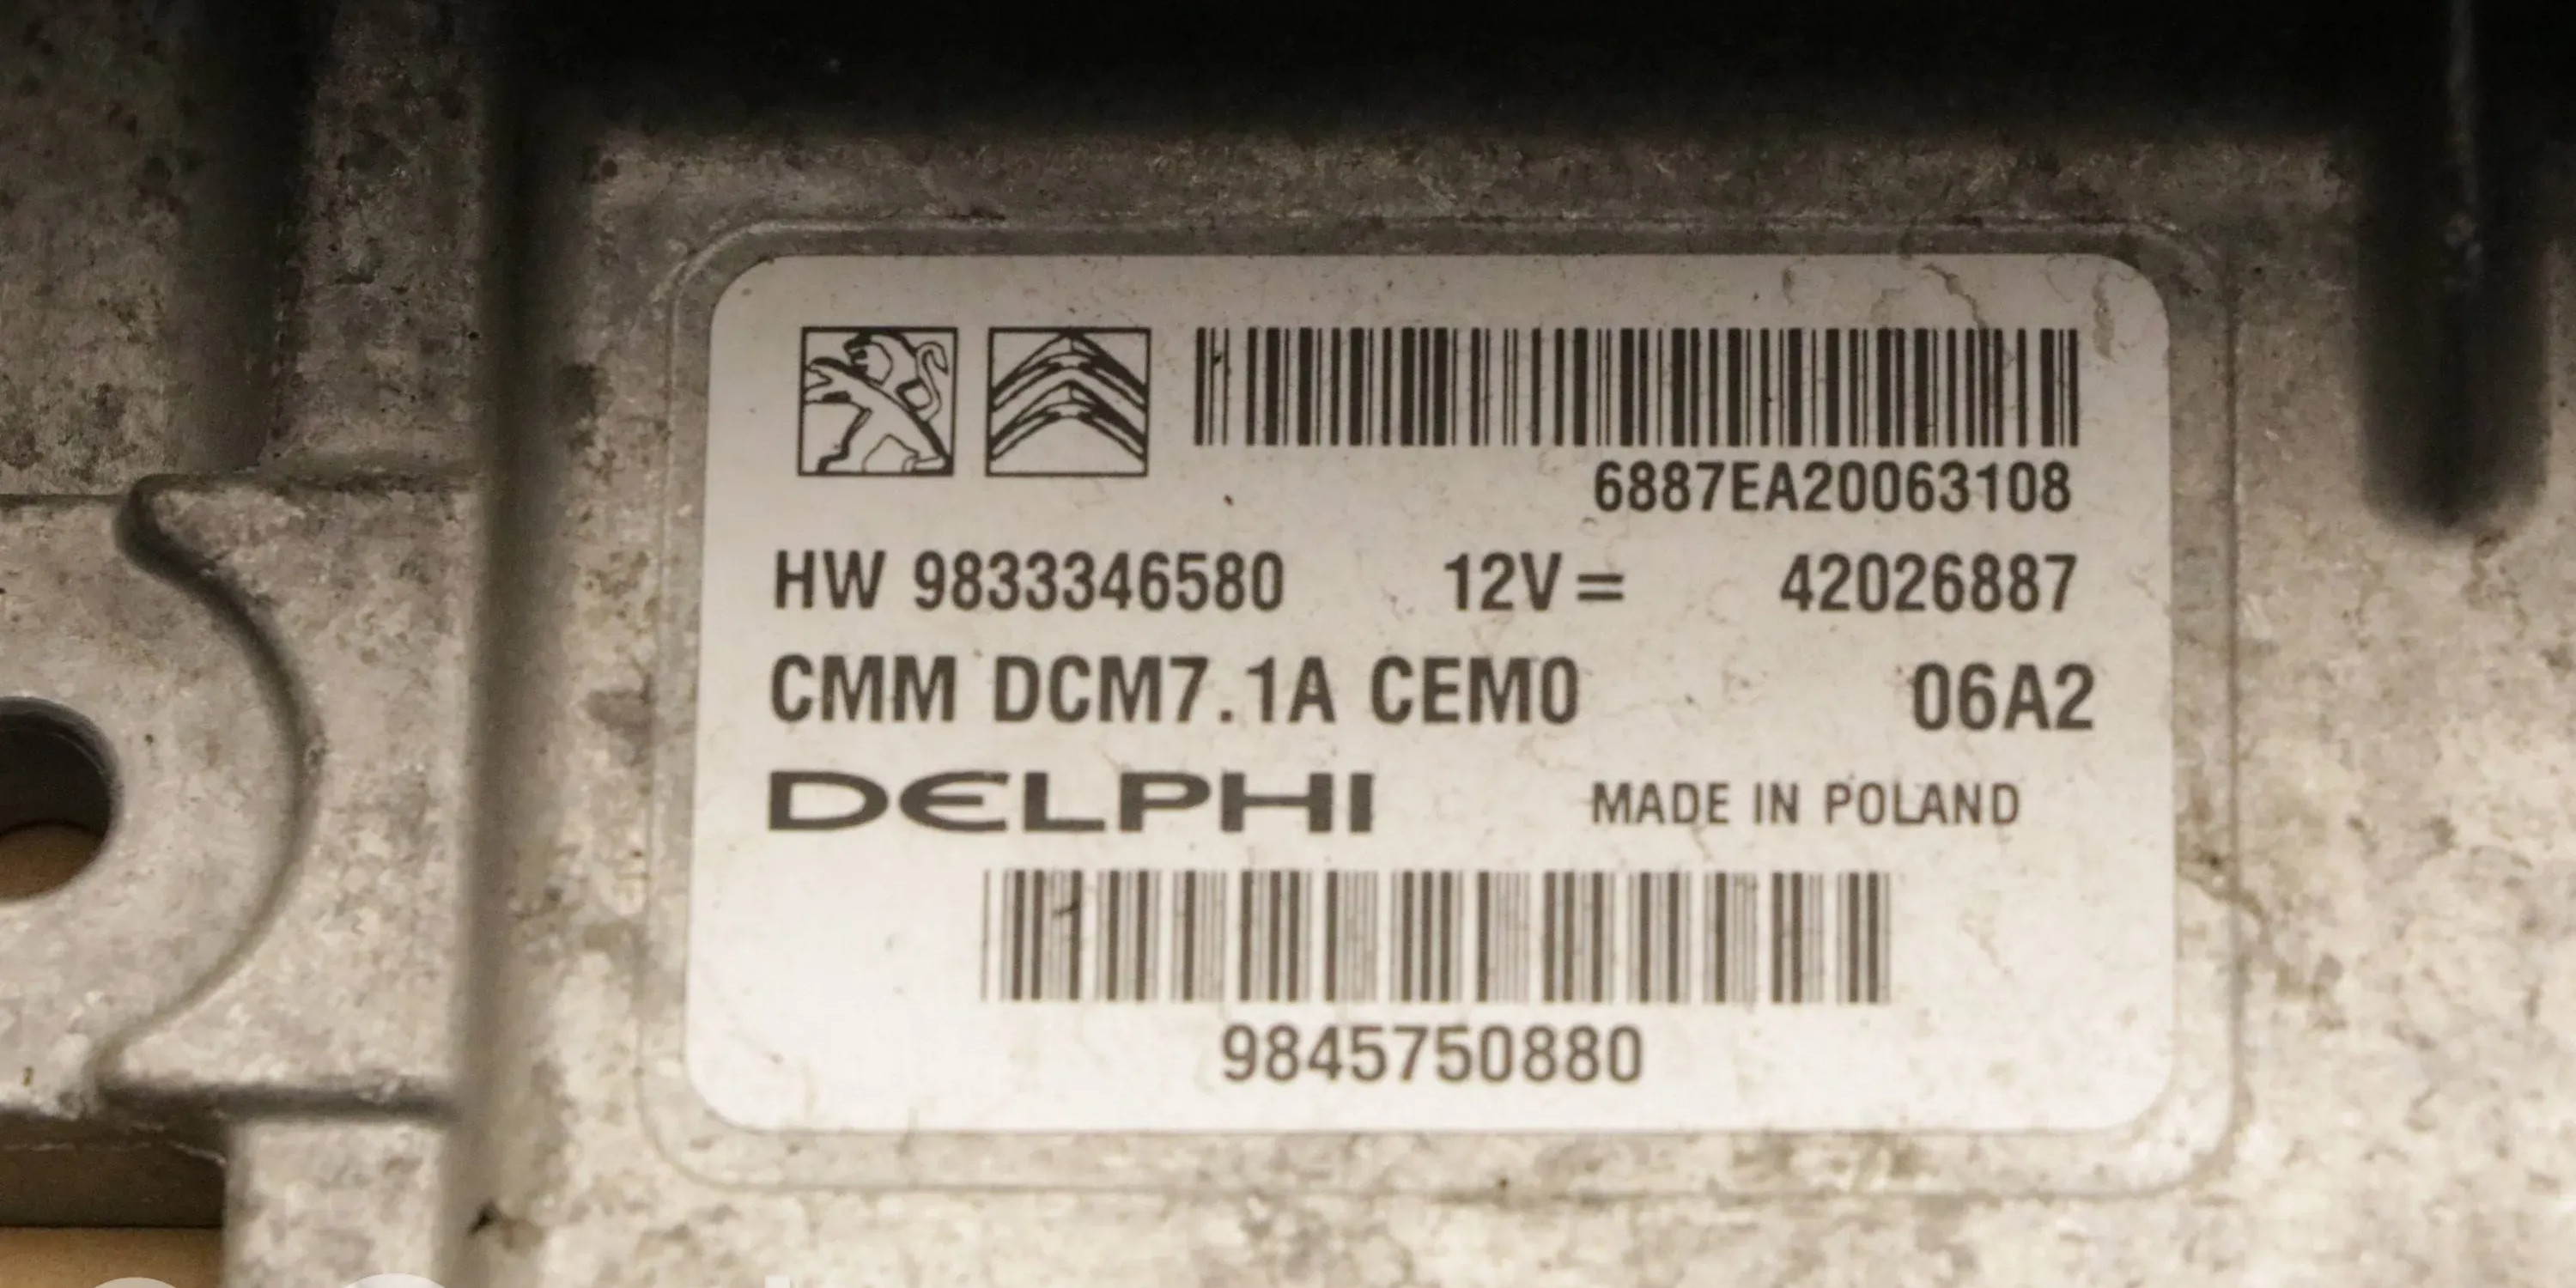 6887EA20063108
HW 9833346580 12V= 42026887
CMM DCM7.1A CEM0 06A2
DELPHI MADE IN POLAND
9845750880